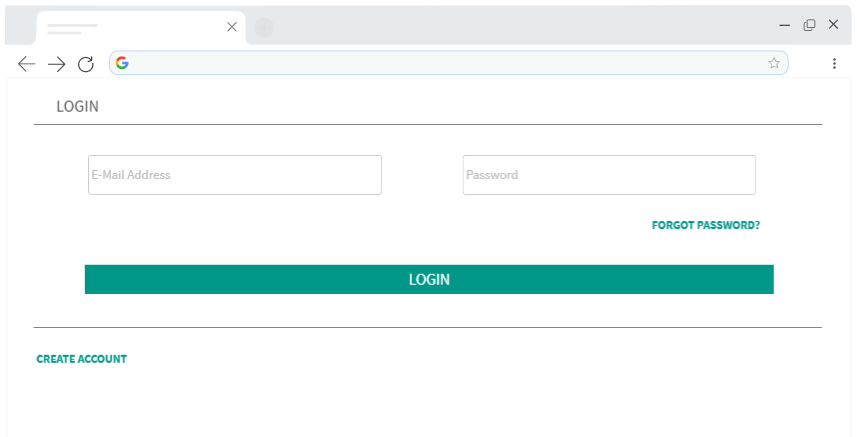 LOGIN
E-Mail Address
Password
FORGOT PASSWORD?
LOGIN
CREATE ACCOUNT